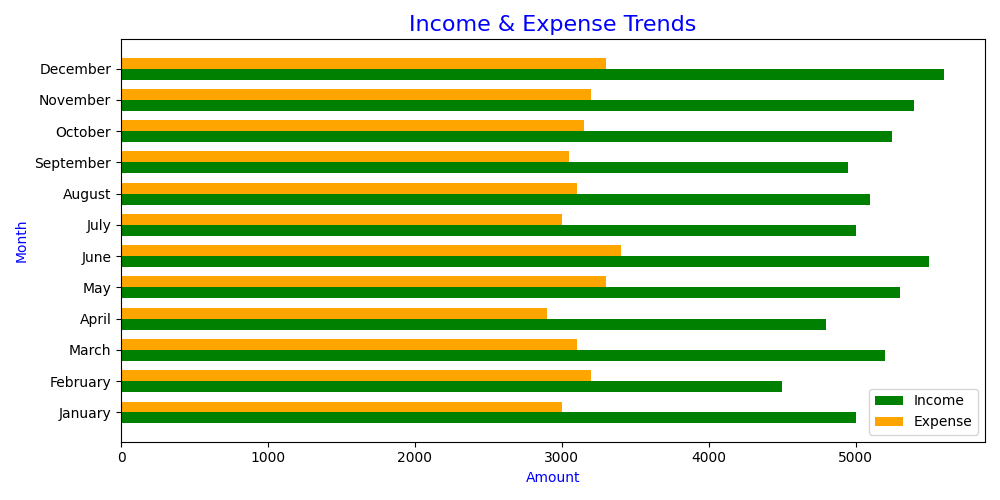 Income & Expense Trends
Month
December
November
October
September
August
July
June
May
April
March
February
January
0 1000 2000 3000 4000 5000
Amount
Income
Expense